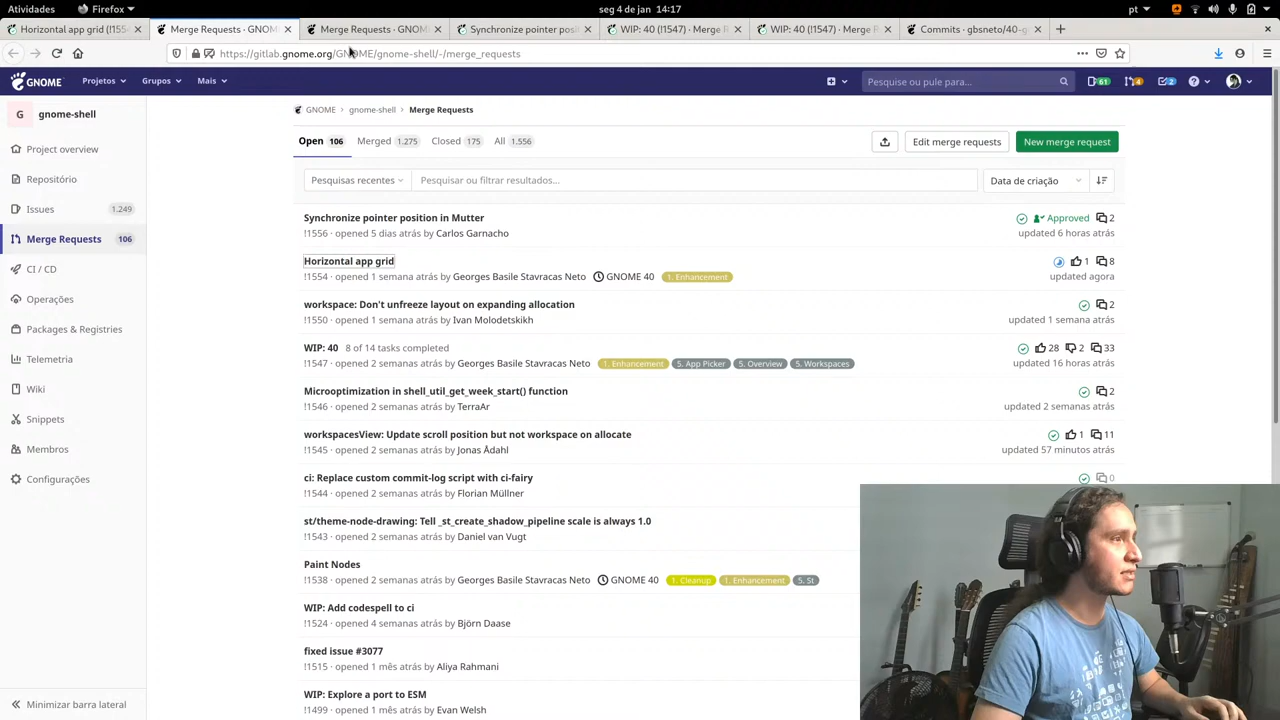 Atividades Firefox seg 4 de jan 14:17 pt
Horizontal app grid (!1554 Merge Requests · GNOME Merge Requests · GNOME Synchronize pointer posit WIP: 40 (!1547) · Merge R WIP: 40 (!1547) · Merge R Commits · gbsneto/40-g
https://gitlab.gnome.org/GNOME/gnome-shell/-/merge_requests
GNOME Projetos Grupos Mais Pesquise ou pule para... 61 4 2
G gnome-shell
Project overview
Repositório
Issues 1.249
Merge Requests 106
CI / CD
Operações
Packages & Registries
Telemetria
Wiki
Snippets
Membros
Configurações
Minimizar barra lateral
GNOME > gnome-shell > Merge Requests
Open 106 Merged 1.275 Closed 175 All 1.556 Edit merge requests New merge request
Pesquisas recentes Pesquisar ou filtrar resultados... Data de criação
Synchronize pointer position in Mutter Approved 2
!1556 · opened 5 dias atrás by Carlos Garnacho updated 6 horas atrás
Horizontal app grid 1 8
!1554 · opened 1 semana atrás by Georges Basile Stavracas Neto GNOME 40 1. Enhancement updated agora
workspace: Don't unfreeze layout on expanding allocation 2
!1550 · opened 1 semana atrás by Ivan Molodetskikh updated 1 semana atrás
WIP: 40 8 of 14 tasks completed 28 2 33
!1547 · opened 2 semanas atrás by Georges Basile Stavracas Neto 1. Enhancement 5. App Picker 5. Overview 5. Workspaces updated 16 horas atrás
Microoptimization in shell_util_get_week_start() function 2
!1546 · opened 2 semanas atrás by TerraAr updated 2 semanas atrás
workspacesView: Update scroll position but not workspace on allocate 1 11
!1545 · opened 2 semanas atrás by Jonas Ådahl updated 57 minutos atrás
ci: Replace custom commit-log script with ci-fairy 0
!1544 · opened 2 semanas atrás by Florian Müllner
st/theme-node-drawing: Tell _st_create_shadow_pipeline scale is always 1.0
!1543 · opened 2 semanas atrás by Daniel van Vugt
Paint Nodes
!1538 · opened 2 semanas atrás by Georges Basile Stavracas Neto GNOME 40 1. Cleanup 1. Enhancement 5. St
WIP: Add codespell to ci
!1524 · opened 4 semanas atrás by Björn Daase
fixed issue #3077
!1515 · opened 1 mês atrás by Aliya Rahmani
WIP: Explore a port to ESM
!1499 · opened 1 mês atrás by Evan Welsh